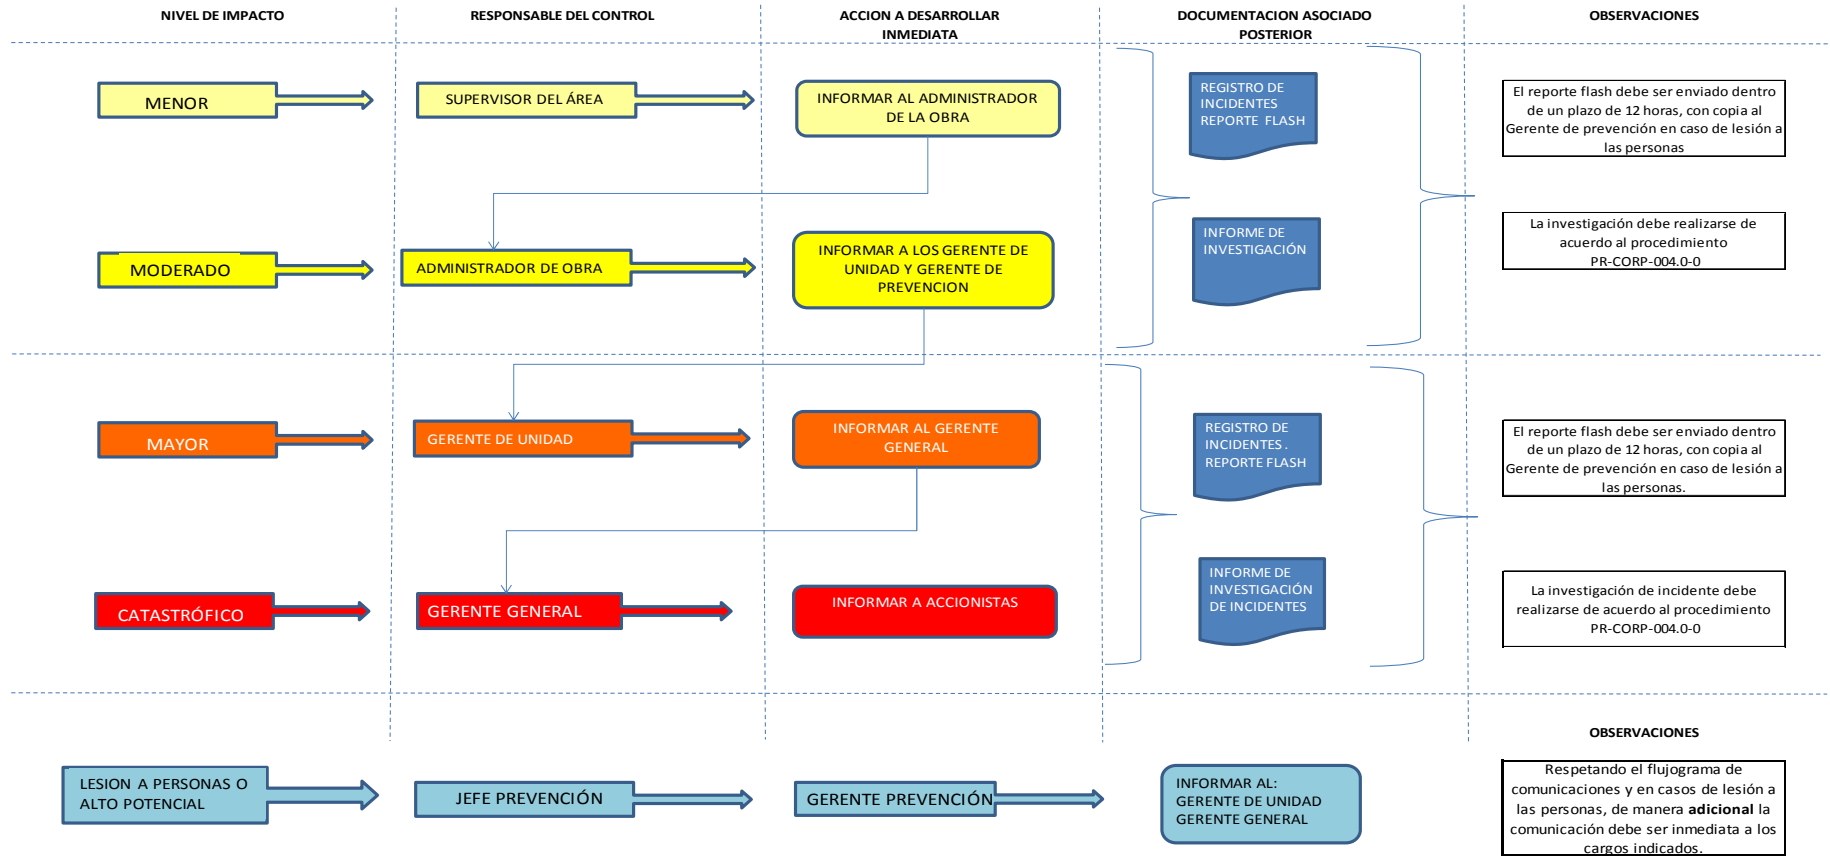 NIVEL DE IMPACTO
RESPONSABLE DEL CONTROL
ACCION A DESARROLLAR
INMEDIATA
DOCUMENTACION ASOCIADO
POSTERIOR
OBSERVACIONES
MENOR
SUPERVISOR DEL ÁREA
INFORMAR AL ADMINISTRADOR
DE LA OBRA
REGISTRO DE
INCIDENTES
REPORTE FLASH
El reporte flash debe ser enviado dentro
de un plazo de 12 horas, con copia al
Gerente de prevención en caso de lesión a
las personas
MODERADO
ADMINISTRADOR DE OBRA
INFORMAR A LOS GERENTE DE
UNIDAD Y GERENTE DE
PREVENCION
INFORME DE
INVESTIGACIÓN
La investigación debe realizarse de
acuerdo al procedimiento
PR-CORP-004.0-0
MAYOR
GERENTE DE UNIDAD
INFORMAR AL GERENTE
GENERAL
REGISTRO DE
INCIDENTES .
REPORTE FLASH
El reporte flash debe ser enviado dentro
de un plazo de 12 horas, con copia al
Gerente de prevención en caso de lesión a
las personas.
CATASTRÓFICO
GERENTE GENERAL
INFORMAR A ACCIONISTAS
INFORME DE
INVESTIGACIÓN
DE INCIDENTES
La investigación de incidente debe
realizarse de acuerdo al procedimiento
PR-CORP-004.0-0
OBSERVACIONES
LESION A PERSONAS O
ALTO POTENCIAL
JEFE PREVENCIÓN
GERENTE PREVENCIÓN
INFORMAR AL:
GERENTE DE UNIDAD
GERENTE GENERAL
Respetando el flujograma de
comunicaciones y en casos de lesión a
las personas, de manera adicional la
comunicación debe ser inmediata a los
cargos indicados.